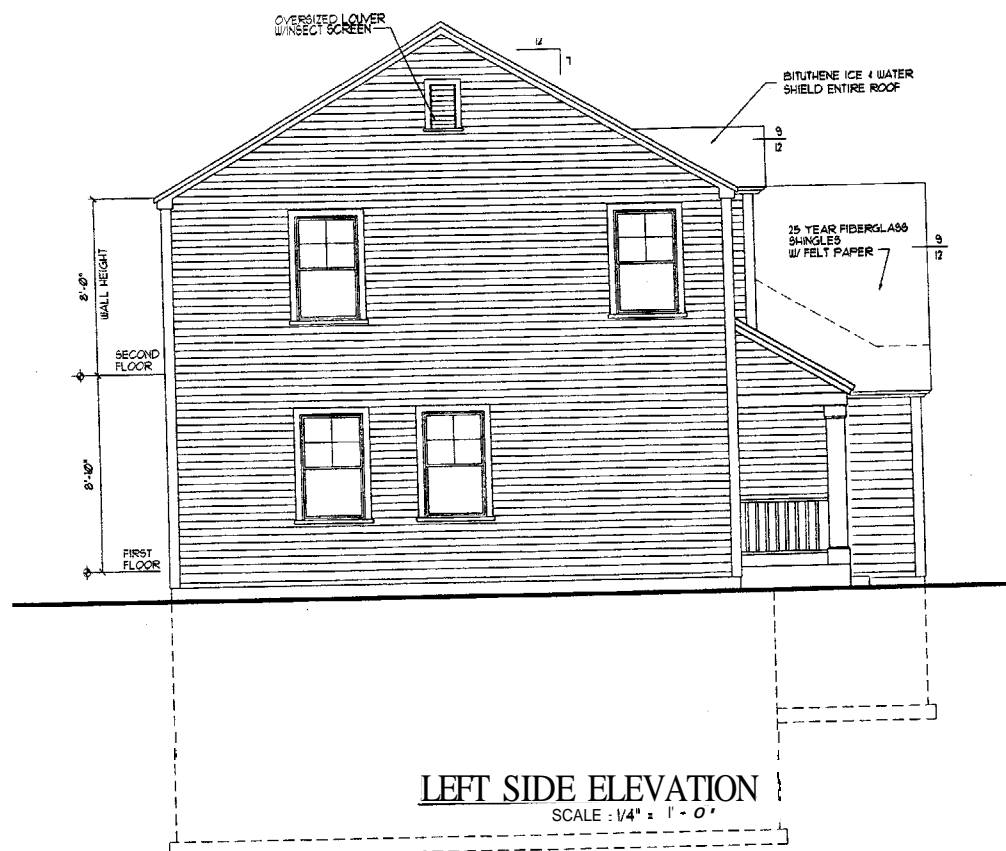 OVERSIZED LOUVER
W/INSECT SCREEN
12
7
BITUTHENE ICE & WATER
SHIELD ENTIRE ROOF
9
12
25 YEAR FIBERGLASS
SHINGLES
W/ FELT PAPER
9
12
8'-0"
WALL HEIGHT
SECOND
FLOOR
8'-10"
FIRST
FLOOR
LEFT SIDE ELEVATION
SCALE : 1/4" = 1' - 0"